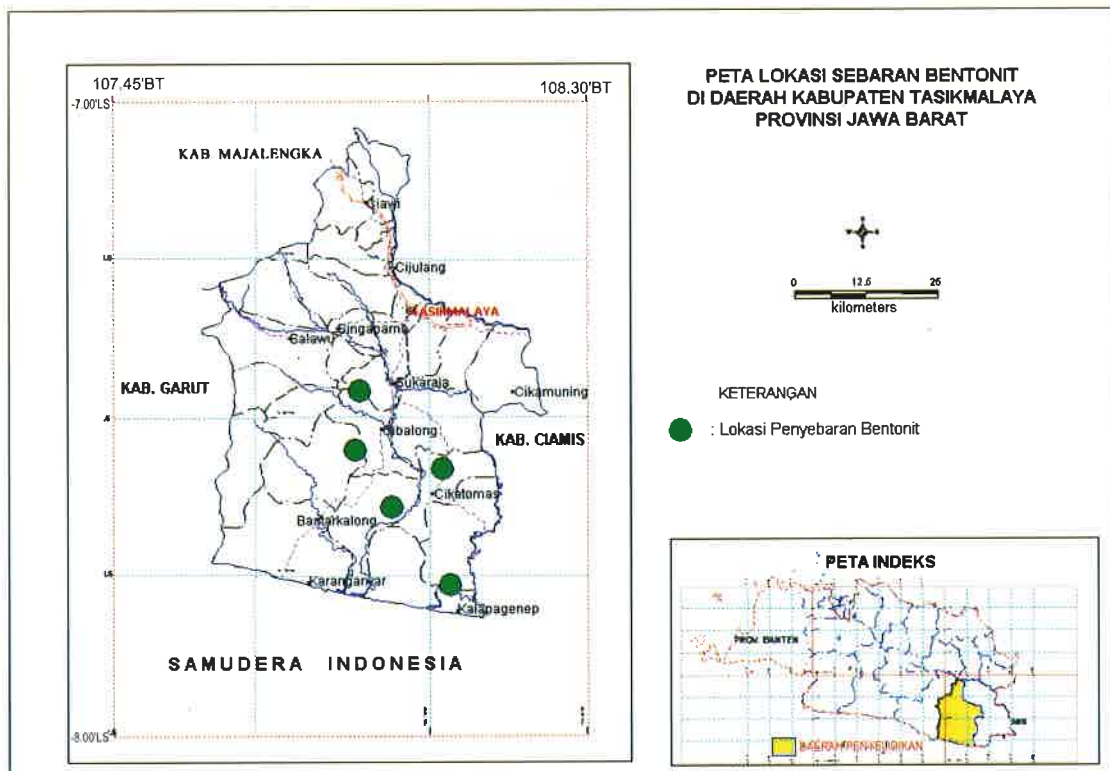 107.45'BT
108.30'BT
-7.00'LS
KAB MAJALENGKA
Ciawi
Cijulang
TASIKMALAYA
Singaparna
Salawu
KAB. GARUT
Sukaraja
Cikamuning
Cibalong
KAB. CIAMIS
Cikatomas
Bantarkalong
Karangnunyar
Kalapagenep
SAMUDERA INDONESIA
-8.00'LS
PETA LOKASI SEBARAN BENTONIT
DI DAERAH KABUPATEN TASIKMALAYA
PROVINSI JAWA BARAT
0 12.5 25
kilometers
KETERANGAN
: Lokasi Penyebaran Bentonit
PETA INDEKS
PROV. BANTEN
DAERAH PENYELIDIKAN